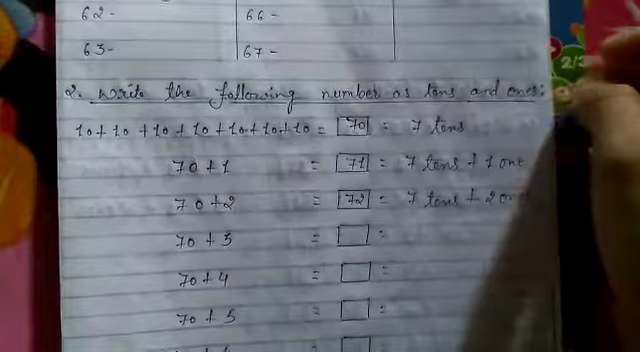 62- 66-
63- 67-
2. Write the following number as tens and ones:
10+10+10+10+10+10+10 = 70 = 7 tens
70+1 = 71 = 7 tens + 1 one
70+2 = 72 = 7 tens + 2
70+3 = =
70+4 = =
70+5 = =